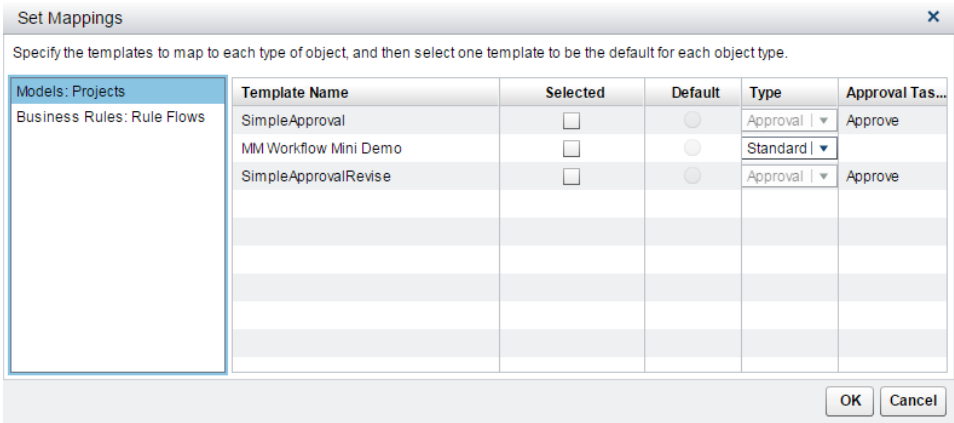 Set Mappings
Specify the templates to map to each type of object, and then select one template to be the default for each object type.
Models: Projects
Business Rules: Rule Flows
Template Name Selected Default Type Approval Tas...
SimpleApproval Approval Approve
MM Workflow Mini Demo Standard
SimpleApprovalRevise Approval Approve
OK Cancel